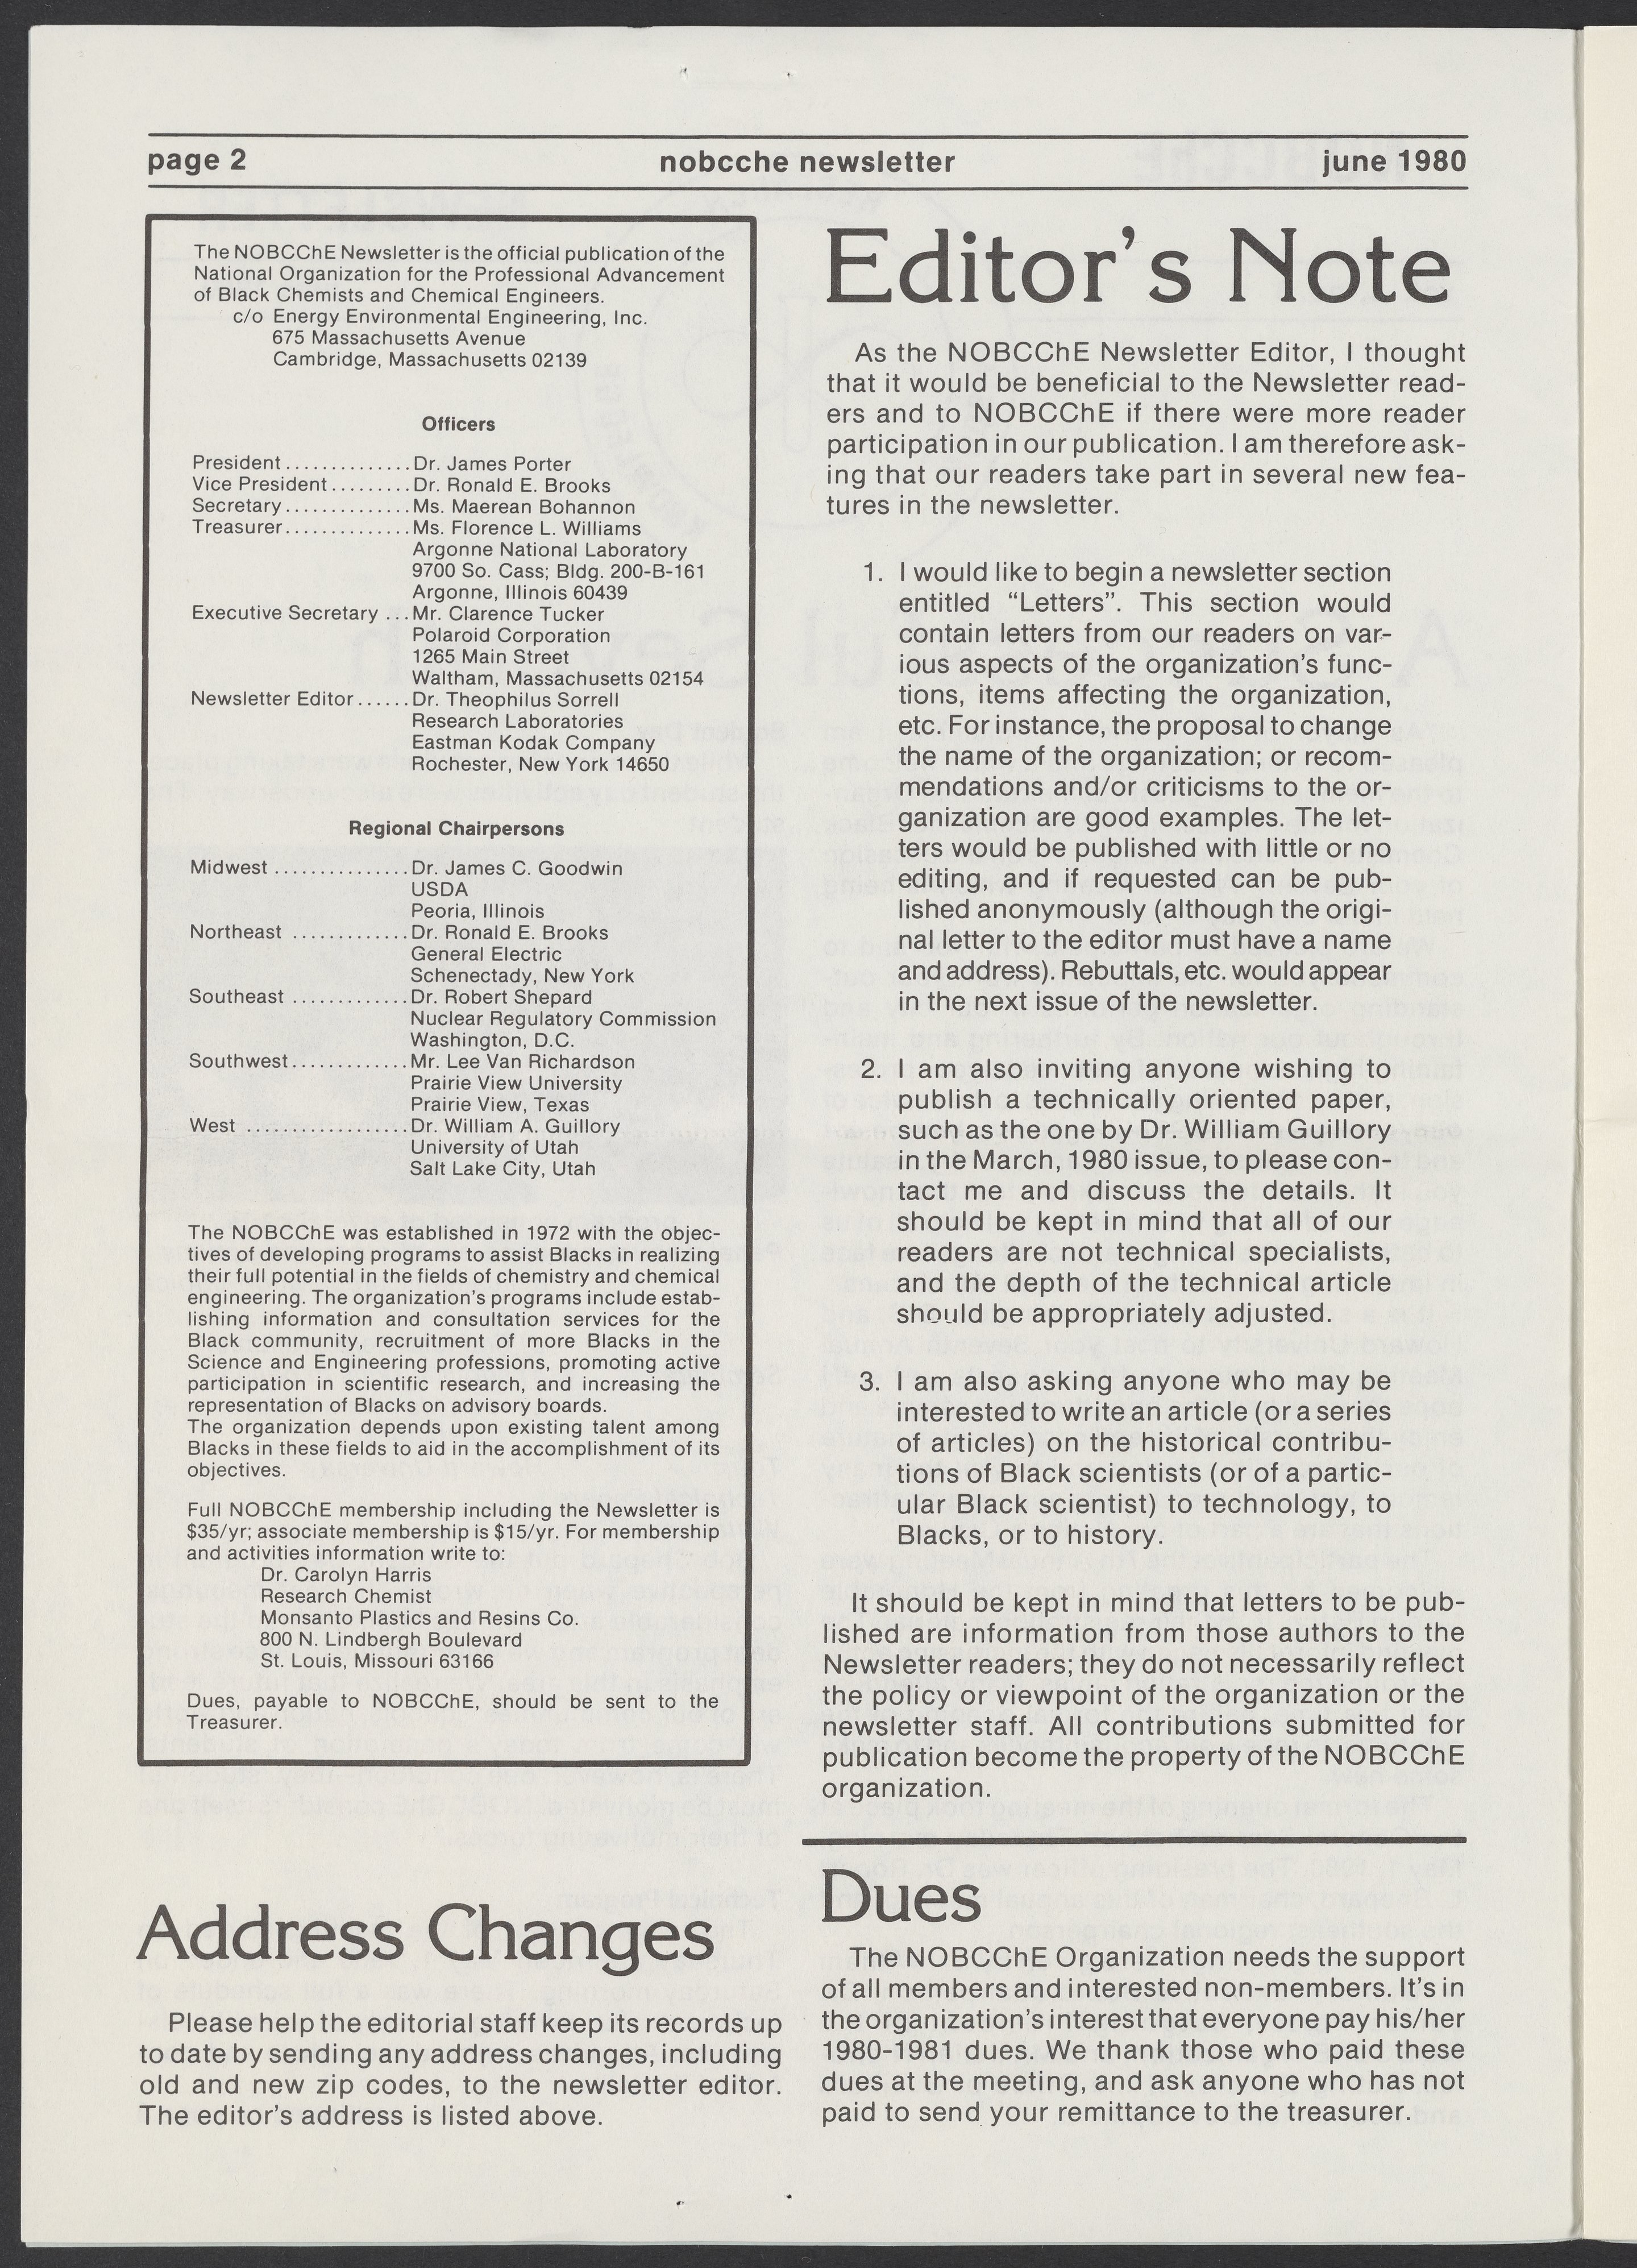 page 2 nobcche newsletter june 1980
The NOBCChE Newsletter is the official publication of the
National Organization for the Professional Advancement
of Black Chemists and Chemical Engineers.
c/o Energy Environmental Engineering, Inc.
675 Massachusetts Avenue
Cambridge, Massachusetts 02139
Officers
President.............. Dr. James Porter
Vice President......... Dr. Ronald E. Brooks
Secretary.............. Ms. Maerean Bohannon
Treasurer.............. Ms. Florence L. Williams
Argonne National Laboratory
9700 So. Cass; Bldg. 200-B-161
Argonne, Illinois 60439
Executive Secretary ... Mr. Clarence Tucker
Polaroid Corporation
1265 Main Street
Waltham, Massachusetts 02154
Newsletter Editor...... Dr. Theophilus Sorrell
Research Laboratories
Eastman Kodak Company
Rochester, New York 14650
Regional Chairpersons
Midwest ............... Dr. James C. Goodwin
USDA
Peoria, Illinois
Northeast ............. Dr. Ronald E. Brooks
General Electric
Schenectady, New York
Southeast ............. Dr. Robert Shepard
Nuclear Regulatory Commission
Washington, D.C.
Southwest............. Mr. Lee Van Richardson
Prairie View University
Prairie View, Texas
West .................. Dr. William A. Guillory
University of Utah
Salt Lake City, Utah
The NOBCChE was established in 1972 with the objec-
tives of developing programs to assist Blacks in realizing
their full potential in the fields of chemistry and chemical
engineering. The organization's programs include estab-
lishing information and consultation services for the
Black community, recruitment of more Blacks in the
Science and Engineering professions, promoting active
participation in scientific research, and increasing the
representation of Blacks on advisory boards.
The organization depends upon existing talent among
Blacks in these fields to aid in the accomplishment of its
objectives.
Full NOBCChE membership including the Newsletter is
$35/yr; associate membership is $15/yr. For membership
and activities information write to:
Dr. Carolyn Harris
Research Chemist
Monsanto Plastics and Resins Co.
800 N. Lindbergh Boulevard
St. Louis, Missouri 63166
Dues, payable to NOBCChE, should be sent to the
Treasurer.
Address Changes
Please help the editorial staff keep its records up
to date by sending any address changes, including
old and new zip codes, to the newsletter editor.
The editor's address is listed above.
Editor's Note
As the NOBCChE Newsletter Editor, I thought
that it would be beneficial to the Newsletter read-
ers and to NOBCChE if there were more reader
participation in our publication. I am therefore ask-
ing that our readers take part in several new fea-
tures in the newsletter.
1. I would like to begin a newsletter section
entitled "Letters". This section would
contain letters from our readers on var-
ious aspects of the organization's func-
tions, items affecting the organization,
etc. For instance, the proposal to change
the name of the organization; or recom-
mendations and/or criticisms to the or-
ganization are good examples. The let-
ters would be published with little or no
editing, and if requested can be pub-
lished anonymously (although the origi-
nal letter to the editor must have a name
and address). Rebuttals, etc. would appear
in the next issue of the newsletter.
2. I am also inviting anyone wishing to
publish a technically oriented paper,
such as the one by Dr. William Guillory
in the March, 1980 issue, to please con-
tact me and discuss the details. It
should be kept in mind that all of our
readers are not technical specialists,
and the depth of the technical article
should be appropriately adjusted.
3. I am also asking anyone who may be
interested to write an article (or a series
of articles) on the historical contribu-
tions of Black scientists (or of a partic-
ular Black scientist) to technology, to
Blacks, or to history.
It should be kept in mind that letters to be pub-
lished are information from those authors to the
Newsletter readers; they do not necessarily reflect
the policy or viewpoint of the organization or the
newsletter staff. All contributions submitted for
publication become the property of the NOBCChE
organization.
Dues
The NOBCChE Organization needs the support
of all members and interested non-members. It's in
the organization's interest that everyone pay his/her
1980-1981 dues. We thank those who paid these
dues at the meeting, and ask anyone who has not
paid to send your remittance to the treasurer.